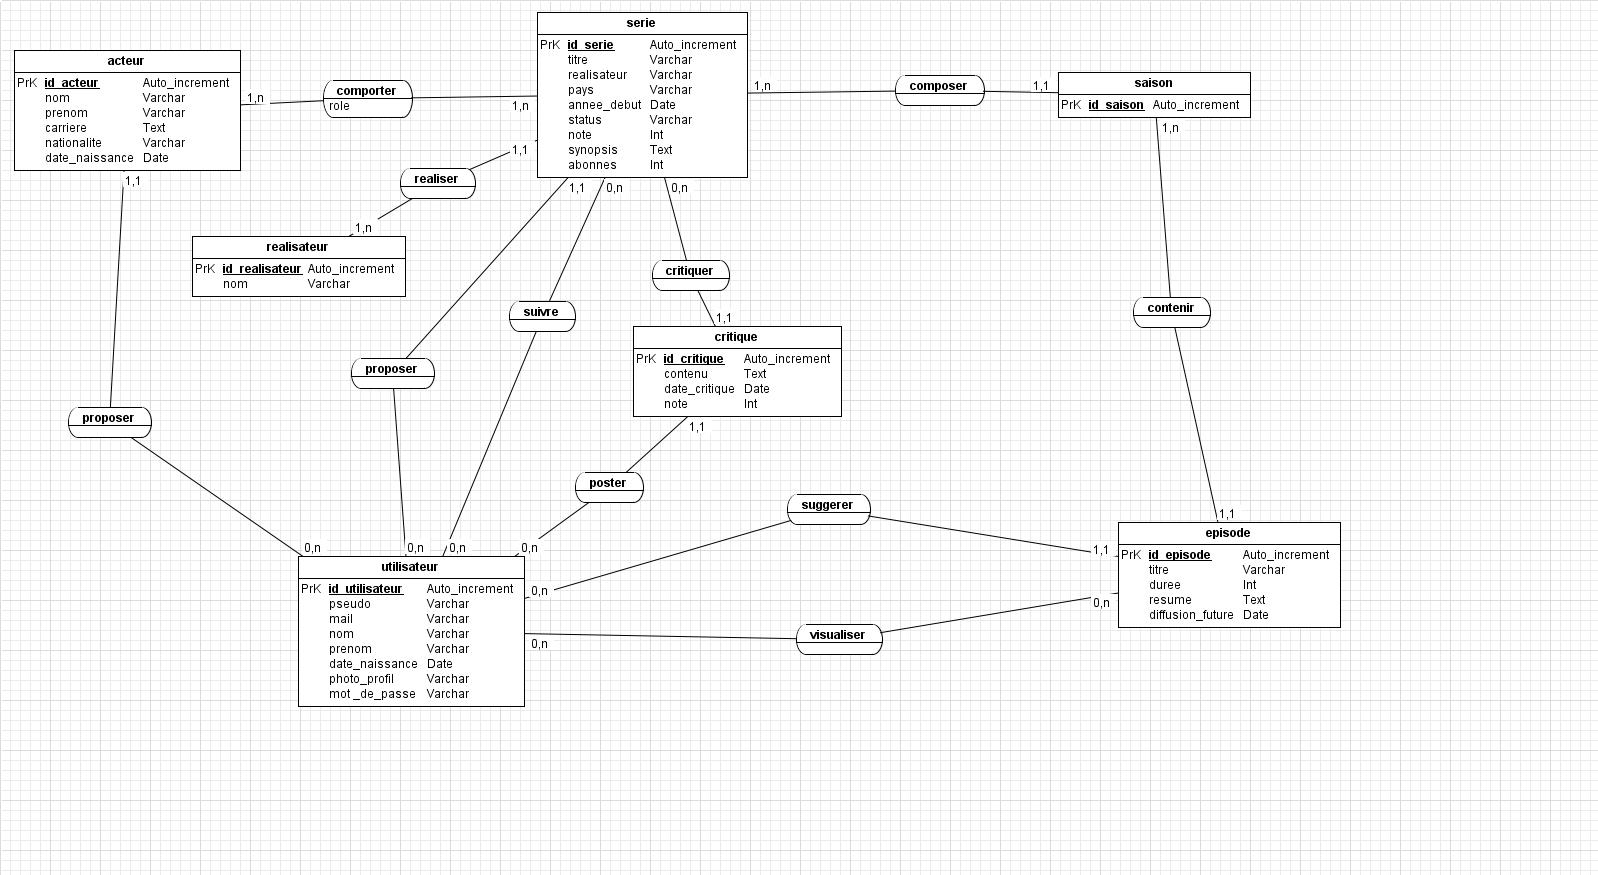 serie
PrK id_serie Auto_increment
titre Varchar
realisateur Varchar
pays Varchar
annee_debut Date
status Varchar
note Int
synopsis Text
abonnes Int
acteur
PrK id_acteur Auto_increment
nom Varchar
prenom Varchar
carriere Text
nationalite Varchar
date_naissance Date
1,n
comporter
role
1,n
1,n
composer
1,1
saison
PrK id_saison Auto_increment
1,n
1,1
realiser
1,n
realisateur
PrK id_realisateur Auto_increment
nom Varchar
1,1
1,1
0,n
0,n
critiquer
1,1
critique
PrK id_critique Auto_increment
contenu Text
date_critique Date
note Int
1,1
suivre
contenir
proposer
proposer
poster
suggerer
1,1
episode
PrK id_episode Auto_increment
titre Varchar
duree Int
resume Text
diffusion_future Date
1,1
0,n
0,n
0,n
0,n
0,n
utilisateur
PrK id_utilisateur Auto_increment
pseudo Varchar
mail Varchar
nom Varchar
prenom Varchar
date_naissance Date
photo_profil Varchar
mot _de_passe Varchar
0,n
0,n
visualiser